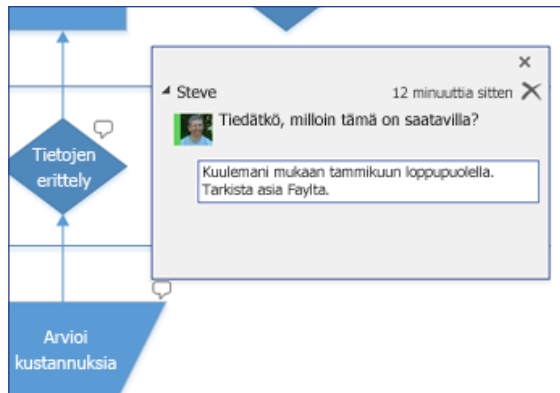 Steve
12 minuuttia sitten
Tiedätkö, milloin tämä on saatavilla?
Kuulemani mukaan tammikuun loppupuolella.
Tarkista asia Faylta.
Tietojen
erittely
Arvioi
kustannuksia